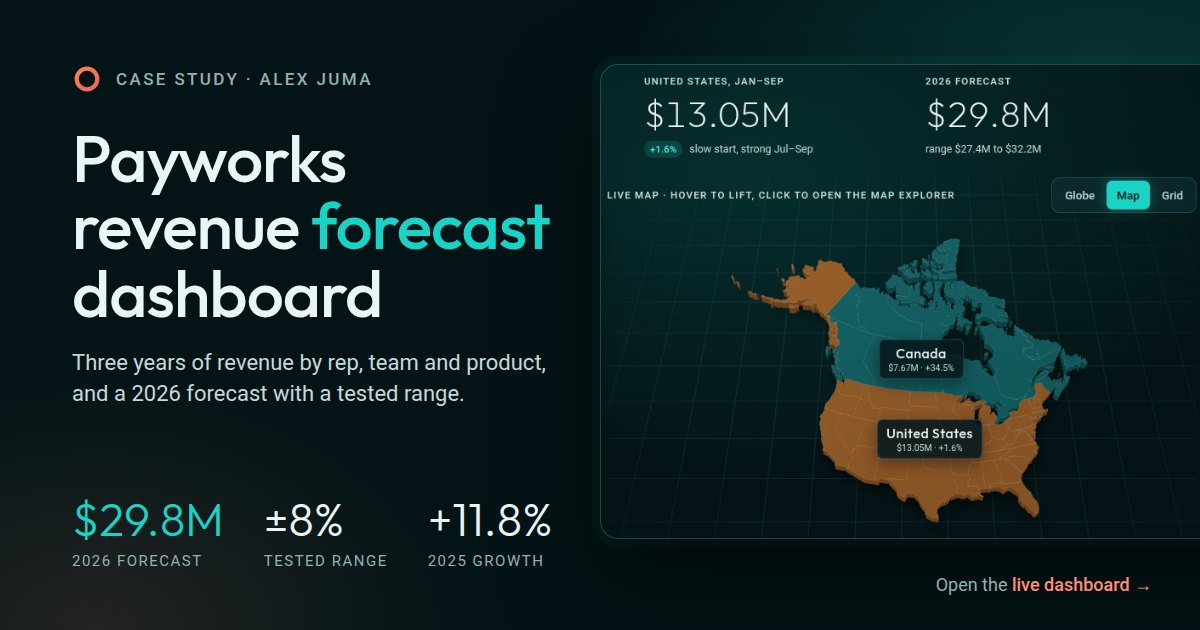 CASE STUDY · ALEX JUMA
Payworks
revenue forecast
dashboard
Three years of revenue by rep, team and product,
and a 2026 forecast with a tested range.
$29.8M
2026 FORECAST
±8%
TESTED RANGE
+11.8%
2025 GROWTH
UNITED STATES, JAN–SEP
$13.05M
+1.6% slow start, strong Jul–Sep
2026 FORECAST
$29.8M
range $27.4M to $32.2M
LIVE MAP · HOVER TO LIFT, CLICK TO OPEN THE MAP EXPLORER
Globe Map Grid
Canada
$7.67M · +34.5%
United States
$13.05M · +1.6%
Open the live dashboard →